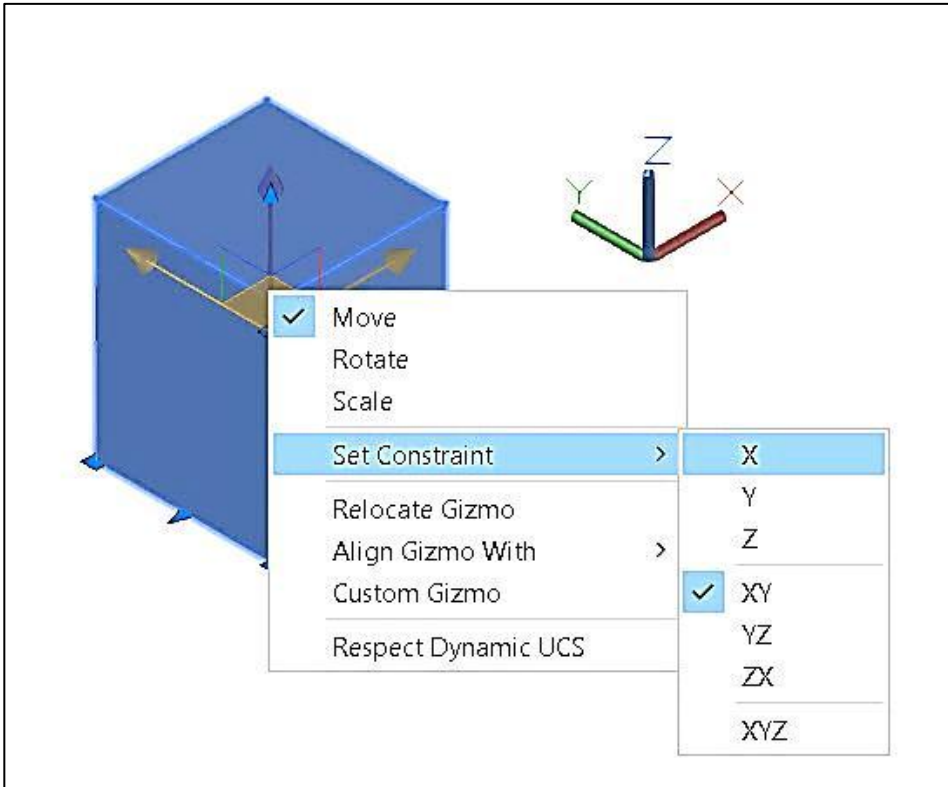 Z
Y
X
Move
Rotate
Scale
Set Constraint
X
Y
Z
Relocate Gizmo
Align Gizmo With
Custom Gizmo
XY
YZ
Respect Dynamic UCS
ZX
XYZ